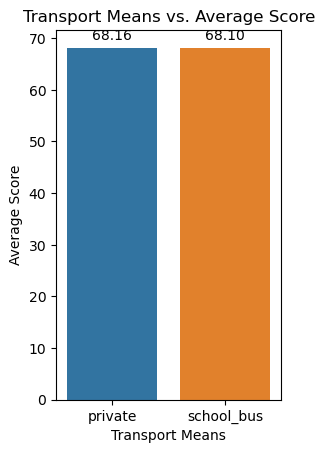 Transport Means vs. Average Score
68.16 68.10
70
60
50
40
30
20
10
0
Average Score
private school_bus
Transport Means